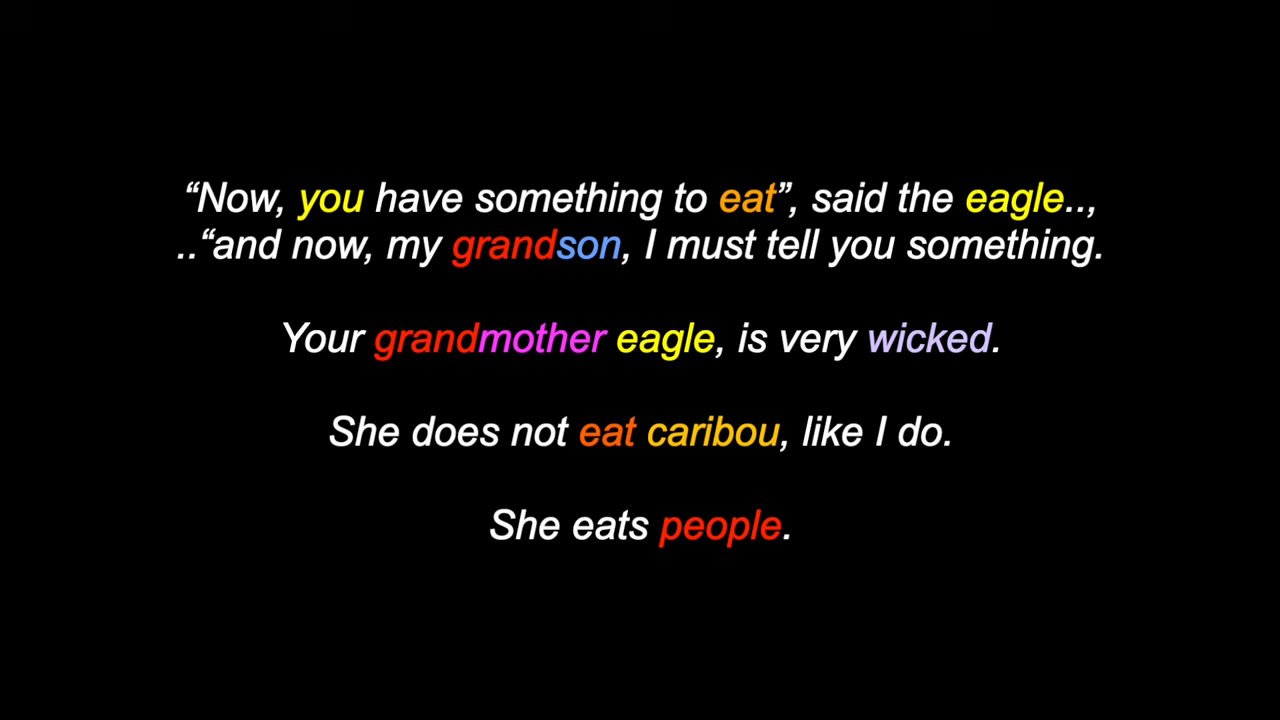 “Now, you have something to eat”, said the eagle..,
..“and now, my grandson, I must tell you something.
Your grandmother eagle, is very wicked.
She does not eat caribou, like I do.
She eats people.